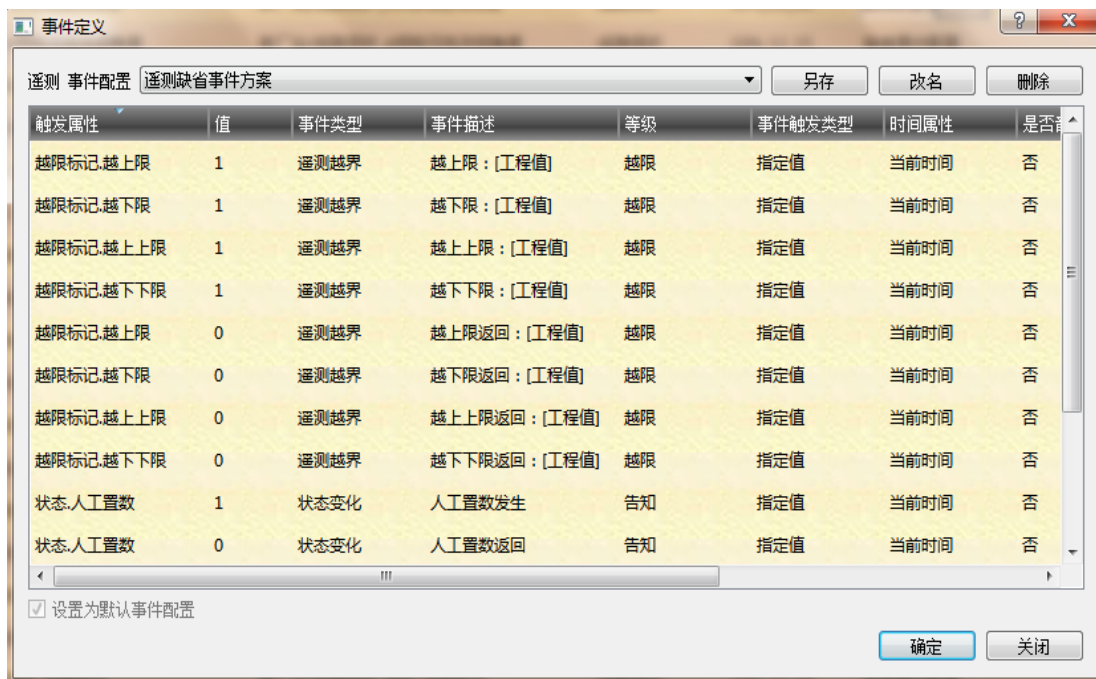 事件定义
遥测 事件配置 遥测缺省事件方案 另存 改名 删除
触发属性 值 事件类型 事件描述 等级 事件触发类型 时间属性 是否
越限标记.越上限 1 遥测越界 越上限：[工程值] 越限 指定值 当前时间 否
越限标记.越下限 1 遥测越界 越下限：[工程值] 越限 指定值 当前时间 否
越限标记.越上上限 1 遥测越界 越上上限：[工程值] 越限 指定值 当前时间 否
越限标记.越下下限 1 遥测越界 越下下限：[工程值] 越限 指定值 当前时间 否
越限标记.越上限 0 遥测越界 越上限返回：[工程值] 越限 指定值 当前时间 否
越限标记.越下限 0 遥测越界 越下限返回：[工程值] 越限 指定值 当前时间 否
越限标记.越上上限 0 遥测越界 越上上限返回：[工程值] 越限 指定值 当前时间 否
越限标记.越下下限 0 遥测越界 越下下限返回：[工程值] 越限 指定值 当前时间 否
状态.人工置数 1 状态变化 人工置数发生 告知 指定值 当前时间 否
状态.人工置数 0 状态变化 人工置数返回 告知 指定值 当前时间 否
设置为默认事件配置
确定 关闭